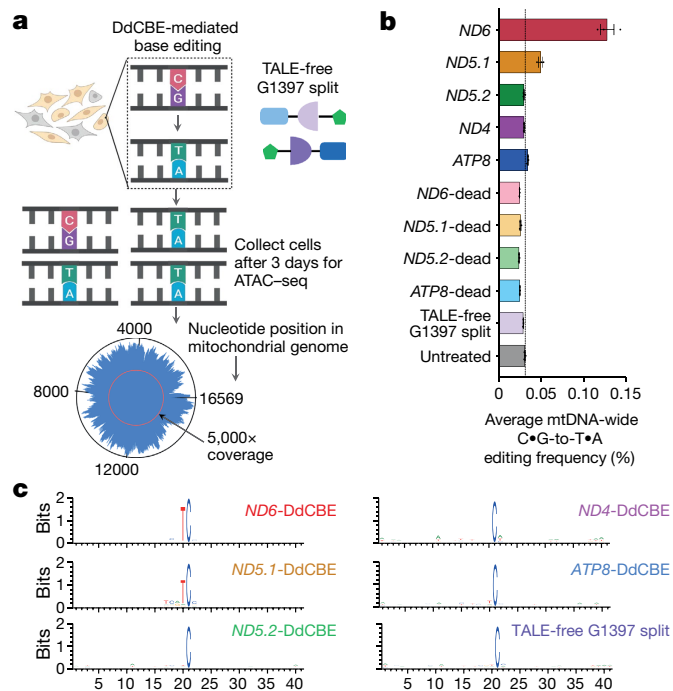 a
DdCBE-mediated
base editing
C
G
T
A
TALE-free
G1397 split
C
G
T
A
T
A
T
A
Collect cells
after 3 days for
ATAC–seq
Nucleotide position in
mitochondrial genome
4000
8000
16569
12000
5,000×
coverage
b
ND6
ND5.1
ND5.2
ND4
ATP8
ND6-dead
ND5.1-dead
ND5.2-dead
ATP8-dead
TALE-free
G1397 split
Untreated
0 0.05 0.10 0.15
Average mtDNA-wide
C•G-to-T•A
editing frequency (%)
c
Bits
2
1
0
T C
ND6-DdCBE
C
ND4-DdCBE
Bits
2
1
0
T C
ND5.1-DdCBE
C
ATP8-DdCBE
Bits
2
1
0
C
ND5.2-DdCBE
C
TALE-free G1397 split
5 10 15 20 25 30 35 40
5 10 15 20 25 30 35 40